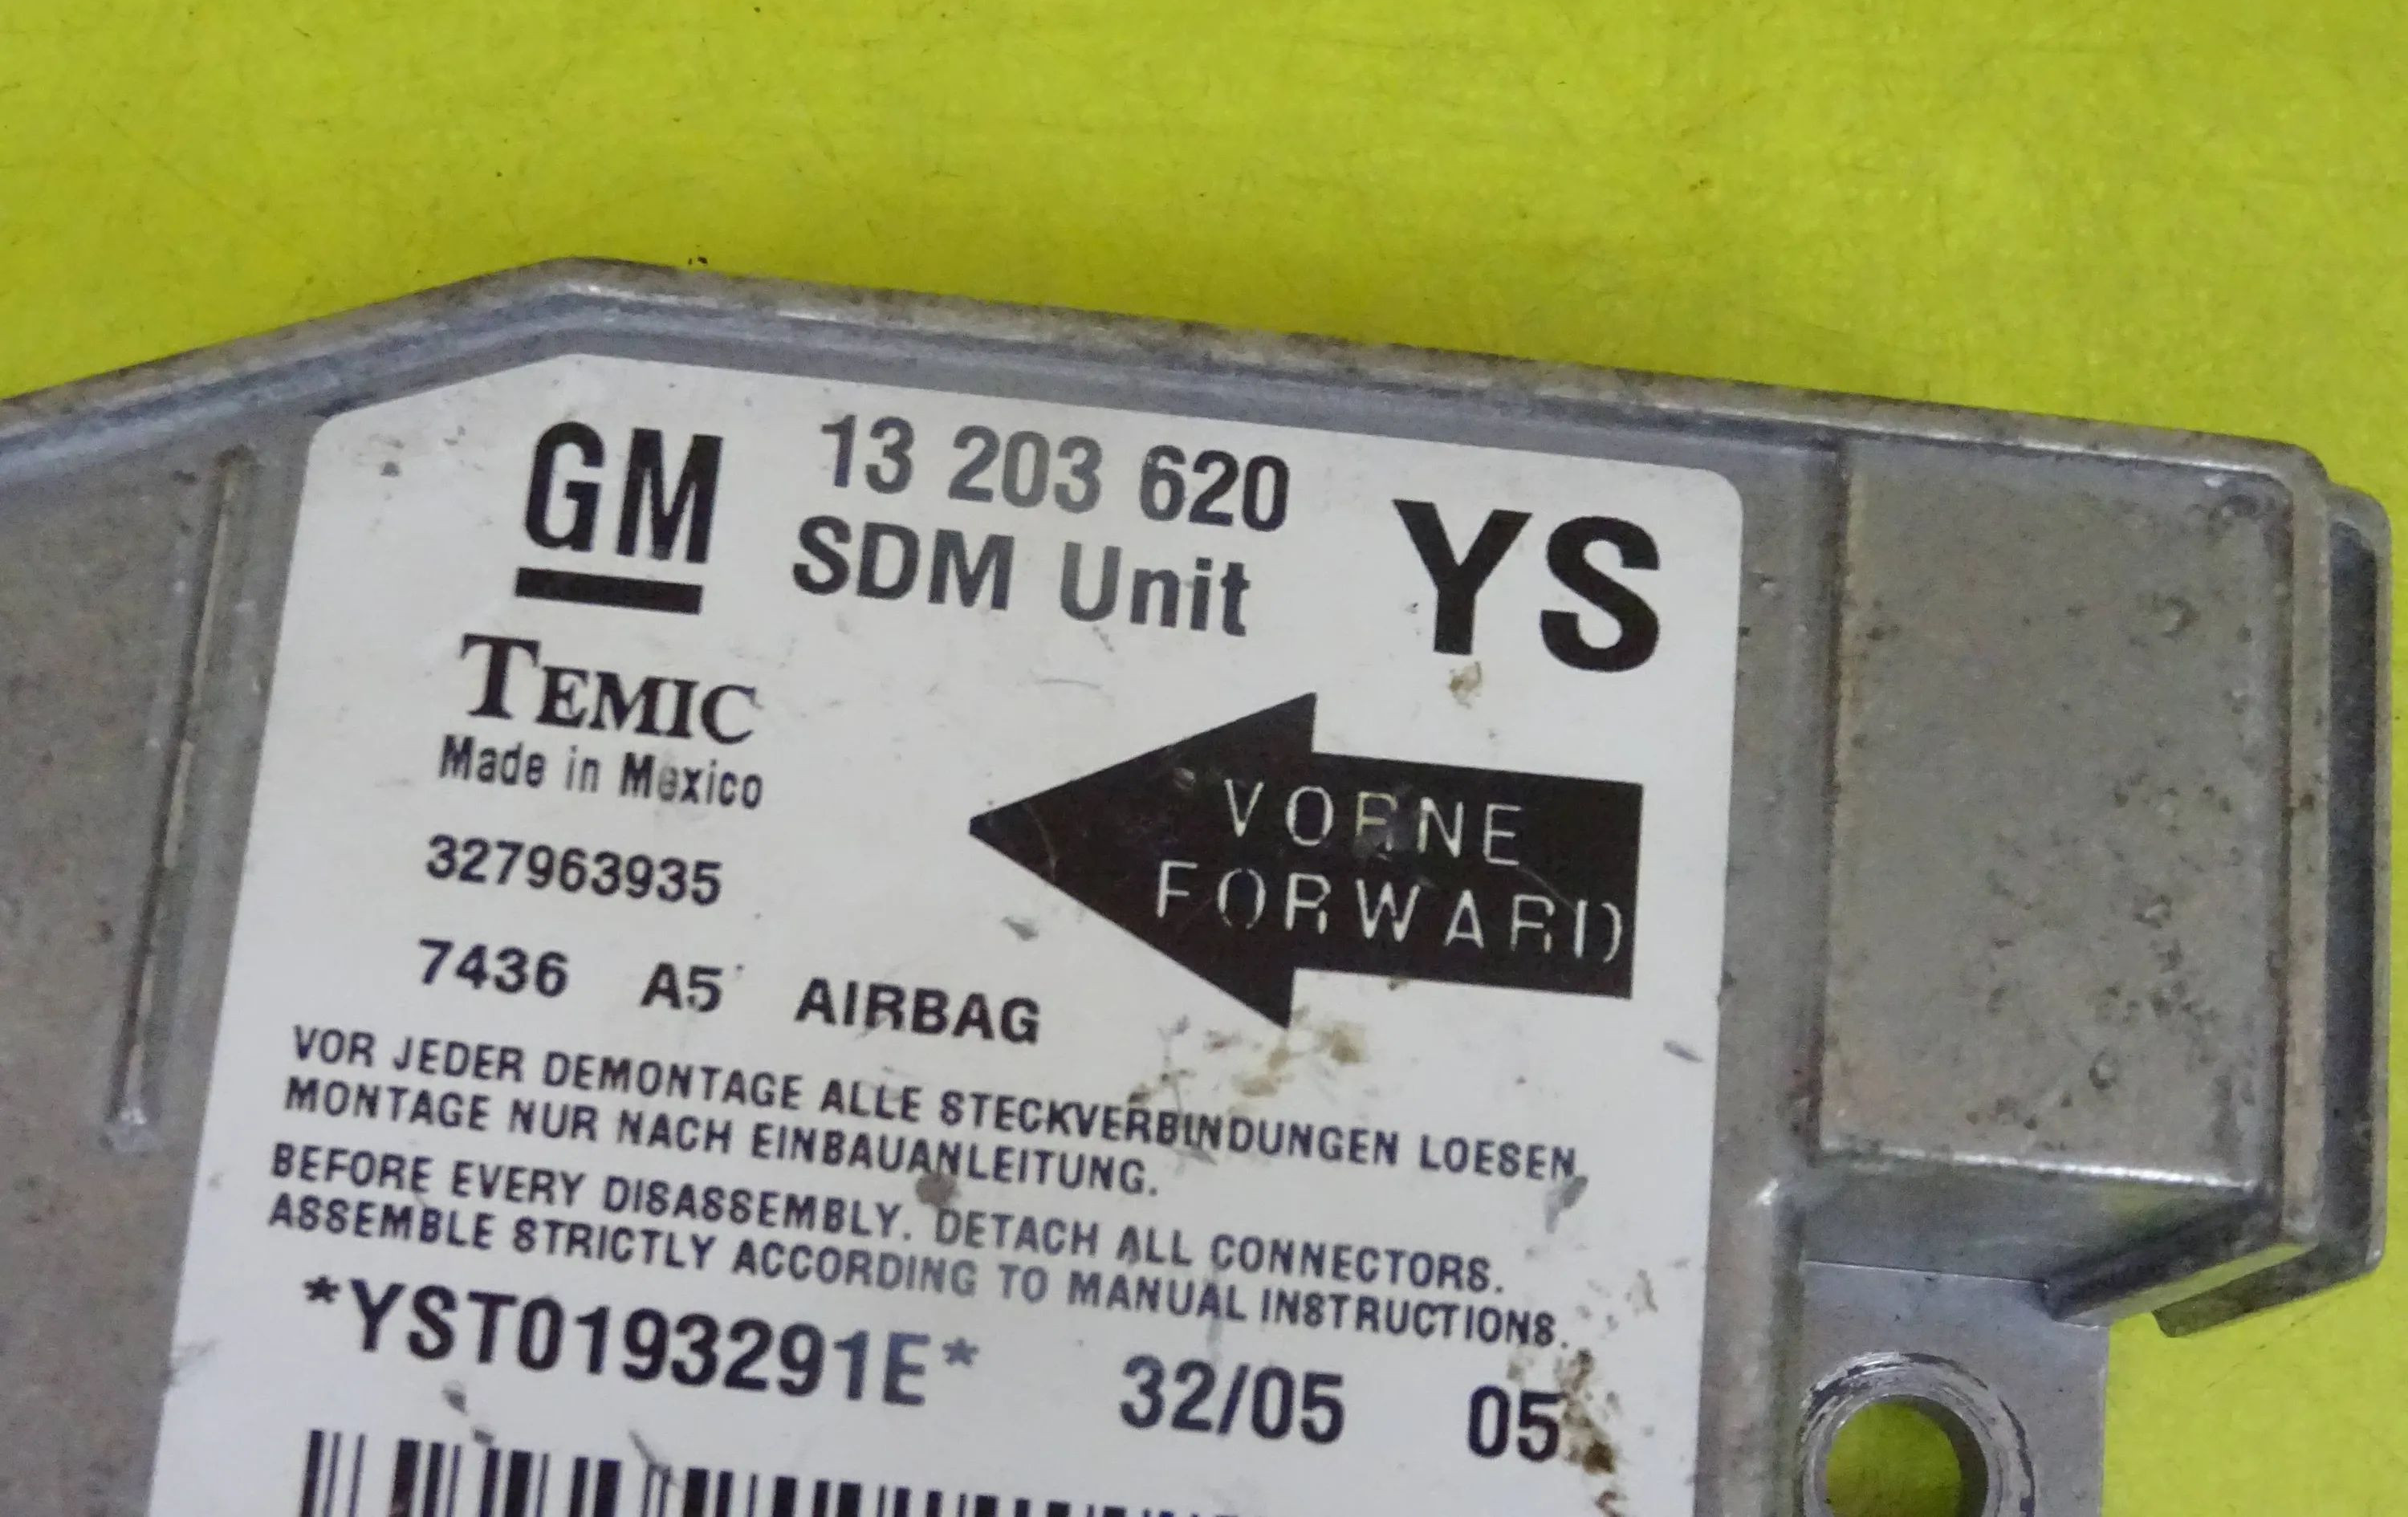 GM 13 203 620 YS
SDM Unit
TEMIC
Made in Mexico
VORNE
FORWARD
327963935
7436 A5 AIRBAG
VOR JEDER DEMONTAGE ALLE STECKVERBINDUNGEN LOESEN,
MONTAGE NUR NACH EINBAUANLEITUNG.
BEFORE EVERY DISASSEMBLY. DETACH ALL CONNECTORS.
ASSEMBLE STRICTLY ACCORDING TO MANUAL INSTRUCTIONS.
*YST0193291E* 32/05 05